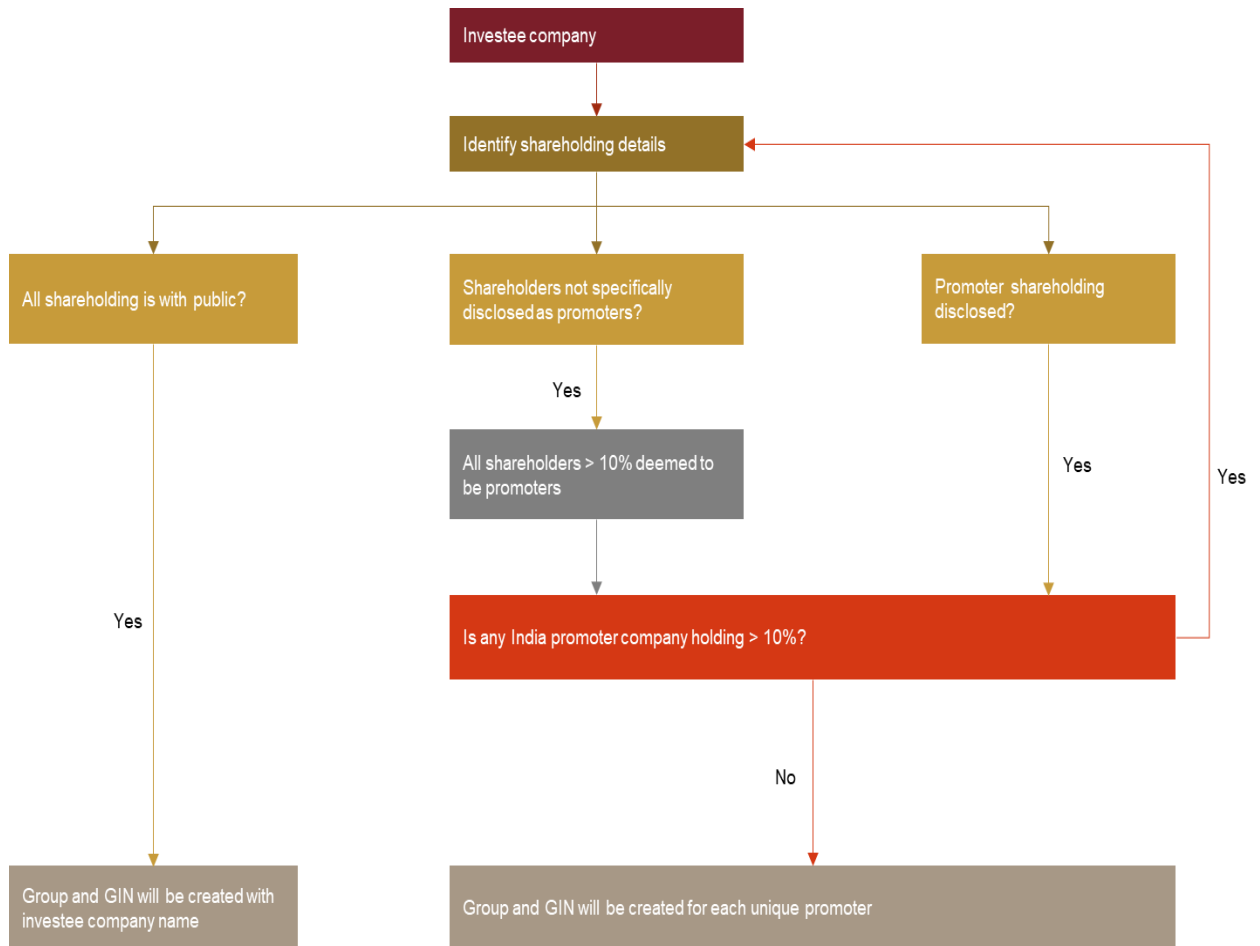 Investee company
Identify shareholding details
All shareholding is with public?
Shareholders not specifically
disclosed as promoters?
Promoter shareholding
disclosed?
Yes
All shareholders > 10% deemed to
be promoters
Yes
Yes
Yes
Is any India promoter company holding > 10%?
No
Group and GIN will be created with
investee company name
Group and GIN will be created for each unique promoter